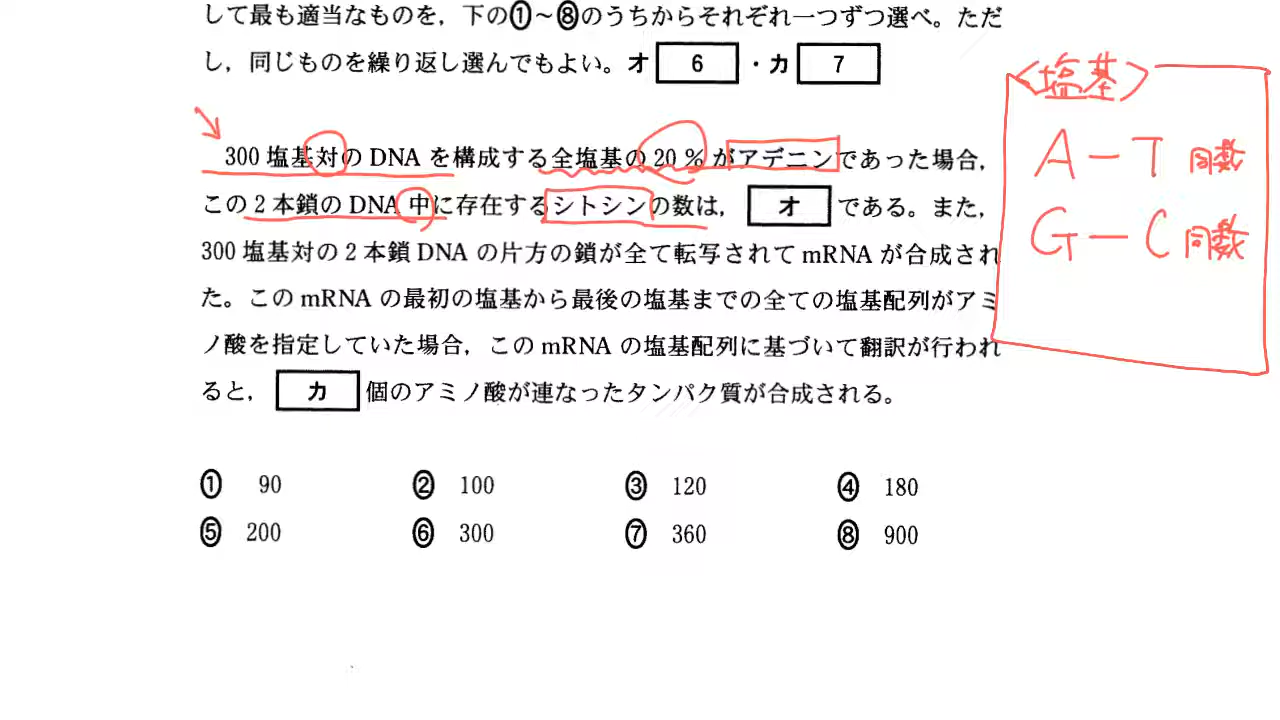 して最も適当なものを，下の①～⑧のうちからそれぞれ一つずつ選べ。ただ
し，同じものを繰り返し選んでもよい。オ 6 ・カ 7
300塩基対のDNAを構成する全塩基の20％がアデニンであった場合，
この2本鎖のDNA中に存在するシトシンの数は，オである。また，
300塩基対の2本鎖DNAの片方の鎖が全て転写されてmRNAが合成され
た。このmRNAの最初の塩基から最後の塩基までの全ての塩基配列がアミ
ノ酸を指定していた場合，このmRNAの塩基配列に基づいて翻訳が行われ
ると，カ個のアミノ酸が連なったタンパク質が合成される。
① 90 ② 100 ③ 120 ④ 180
⑤ 200 ⑥ 300 ⑦ 360 ⑧ 900
<塩基>
A－T 同数
G－C 同数